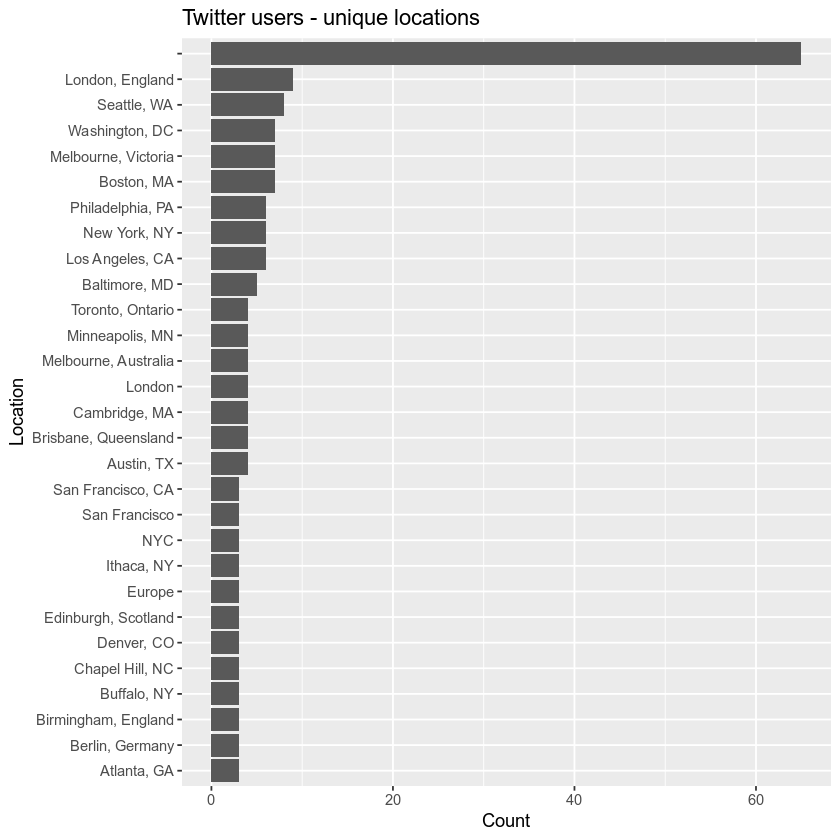 Twitter users - unique locations
London, England
Seattle, WA
Washington, DC
Melbourne, Victoria
Boston, MA
Philadelphia, PA
New York, NY
Los Angeles, CA
Baltimore, MD
Toronto, Ontario
Minneapolis, MN
Melbourne, Australia
London
Cambridge, MA
Brisbane, Queensland
Austin, TX
San Francisco, CA
San Francisco
NYC
Ithaca, NY
Europe
Edinburgh, Scotland
Denver, CO
Chapel Hill, NC
Buffalo, NY
Birmingham, England
Berlin, Germany
Atlanta, GA
Location
0 20 40 60
Count